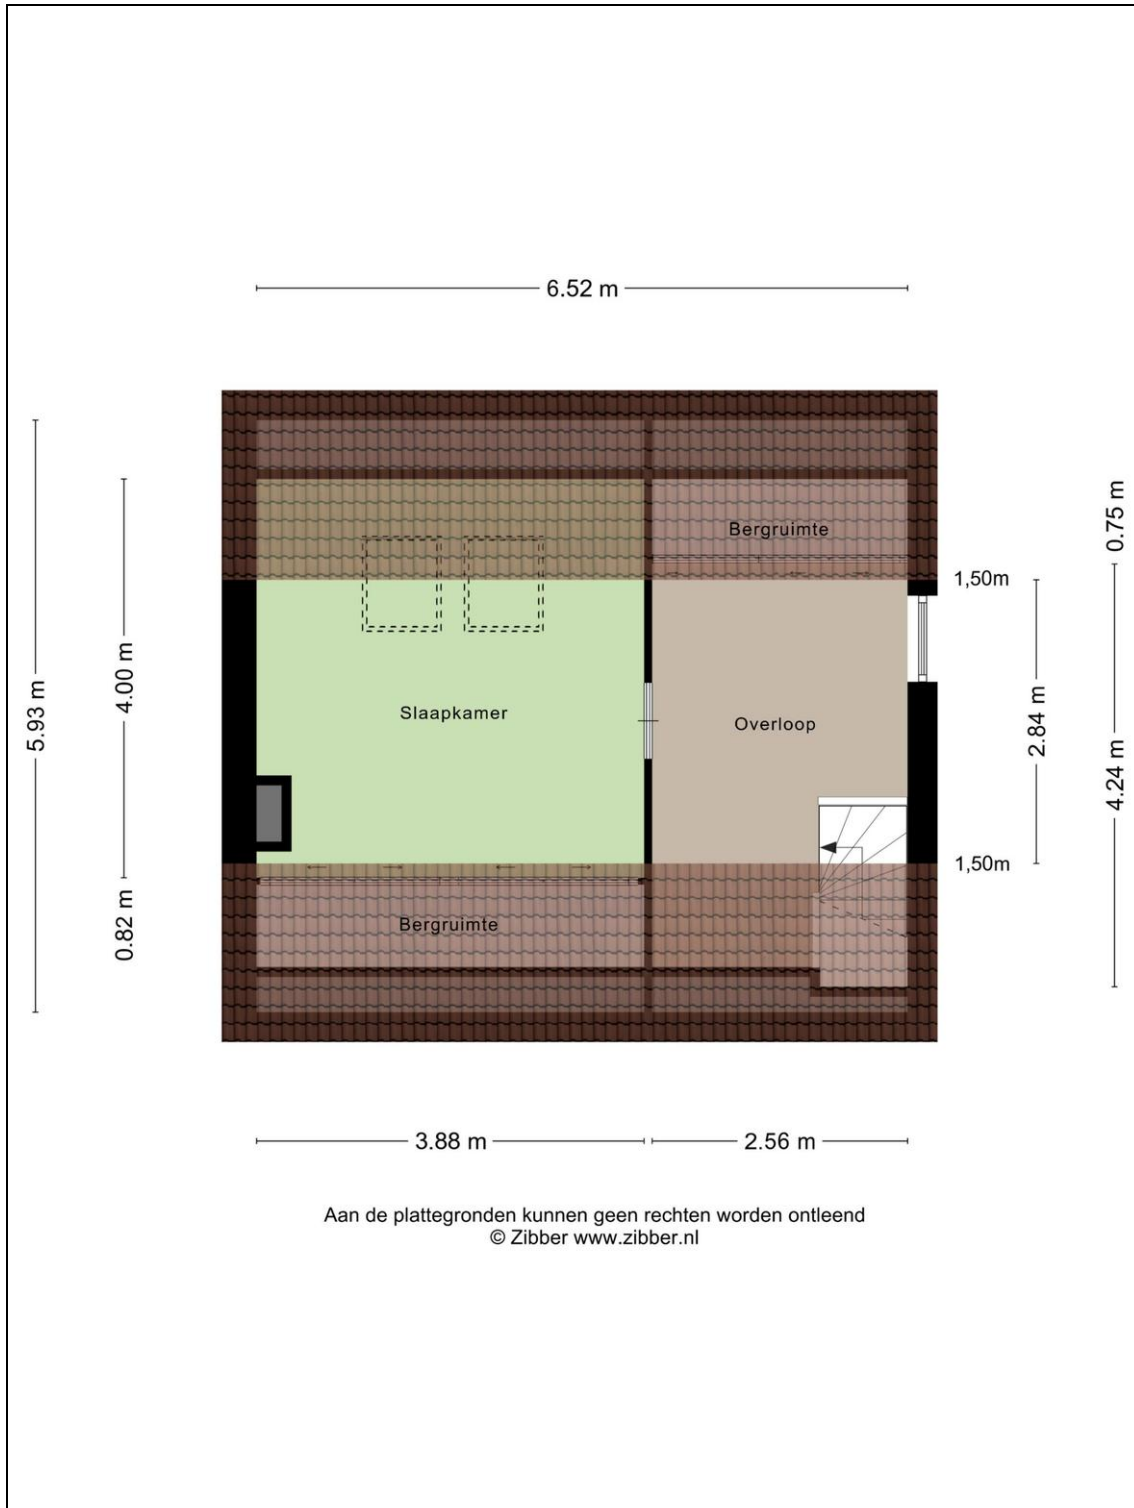 6.52 m
Bergruimte
0.75 m
1,50m
5.93 m
4.00 m
Slaapkamer
Overloop
2.84 m
4.24 m
1,50m
0.82 m
Bergruimte
3.88 m
2.56 m
Aan de plattegronden kunnen geen rechten worden ontleend
© Zibber www.zibber.nl